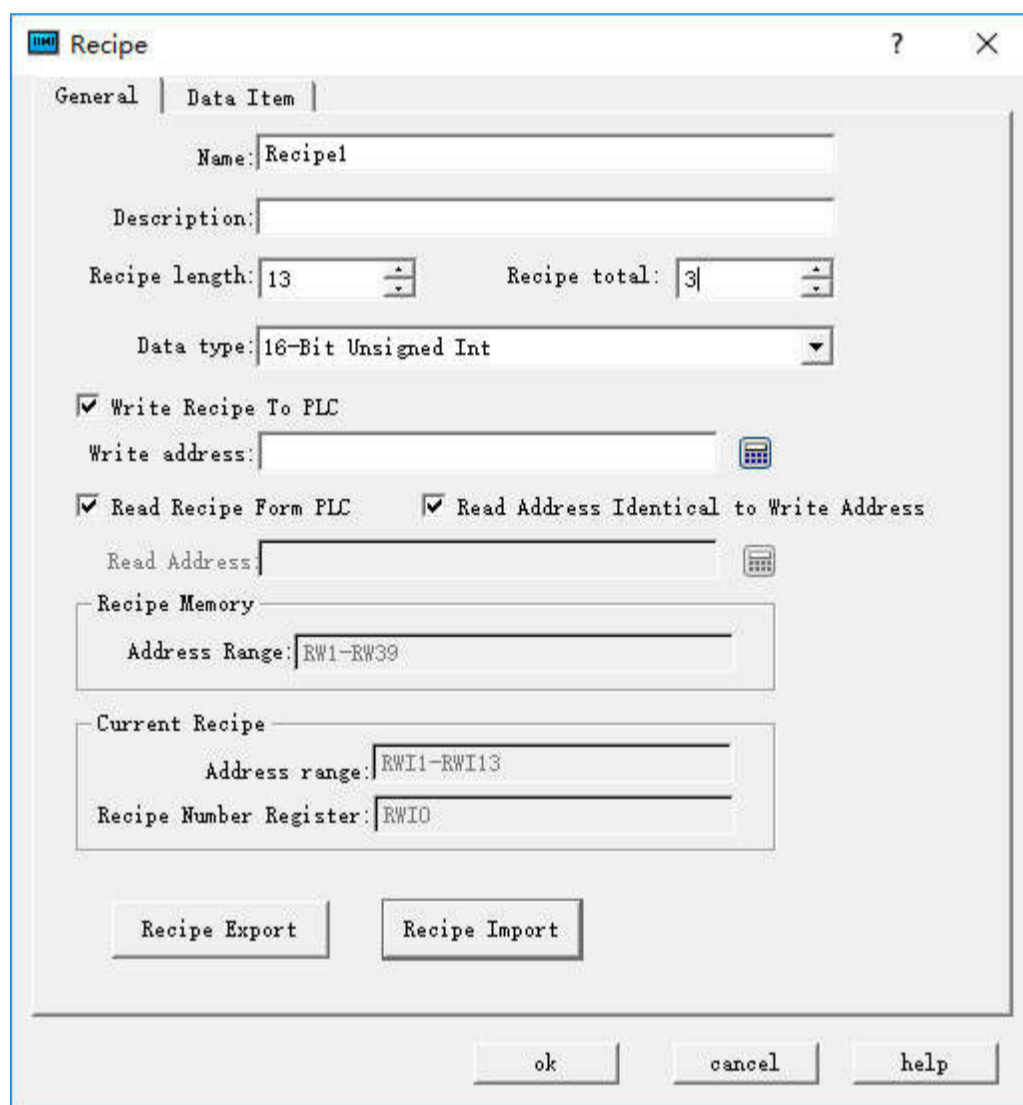 Recipe ?
General Data Item
Name: Recipe1
Description:
Recipe length: 13 Recipe total: 3
Data type: 16-Bit Unsigned Int
Write Recipe To PLC
Write address:
Read Recipe Form PLC Read Address Identical to Write Address
Read Address:
Recipe Memory
Address Range: RW1-RW39
Current Recipe
Address range: RWI1-RWI13
Recipe Number Register: RWI0
Recipe Export Recipe Import
ok cancel help